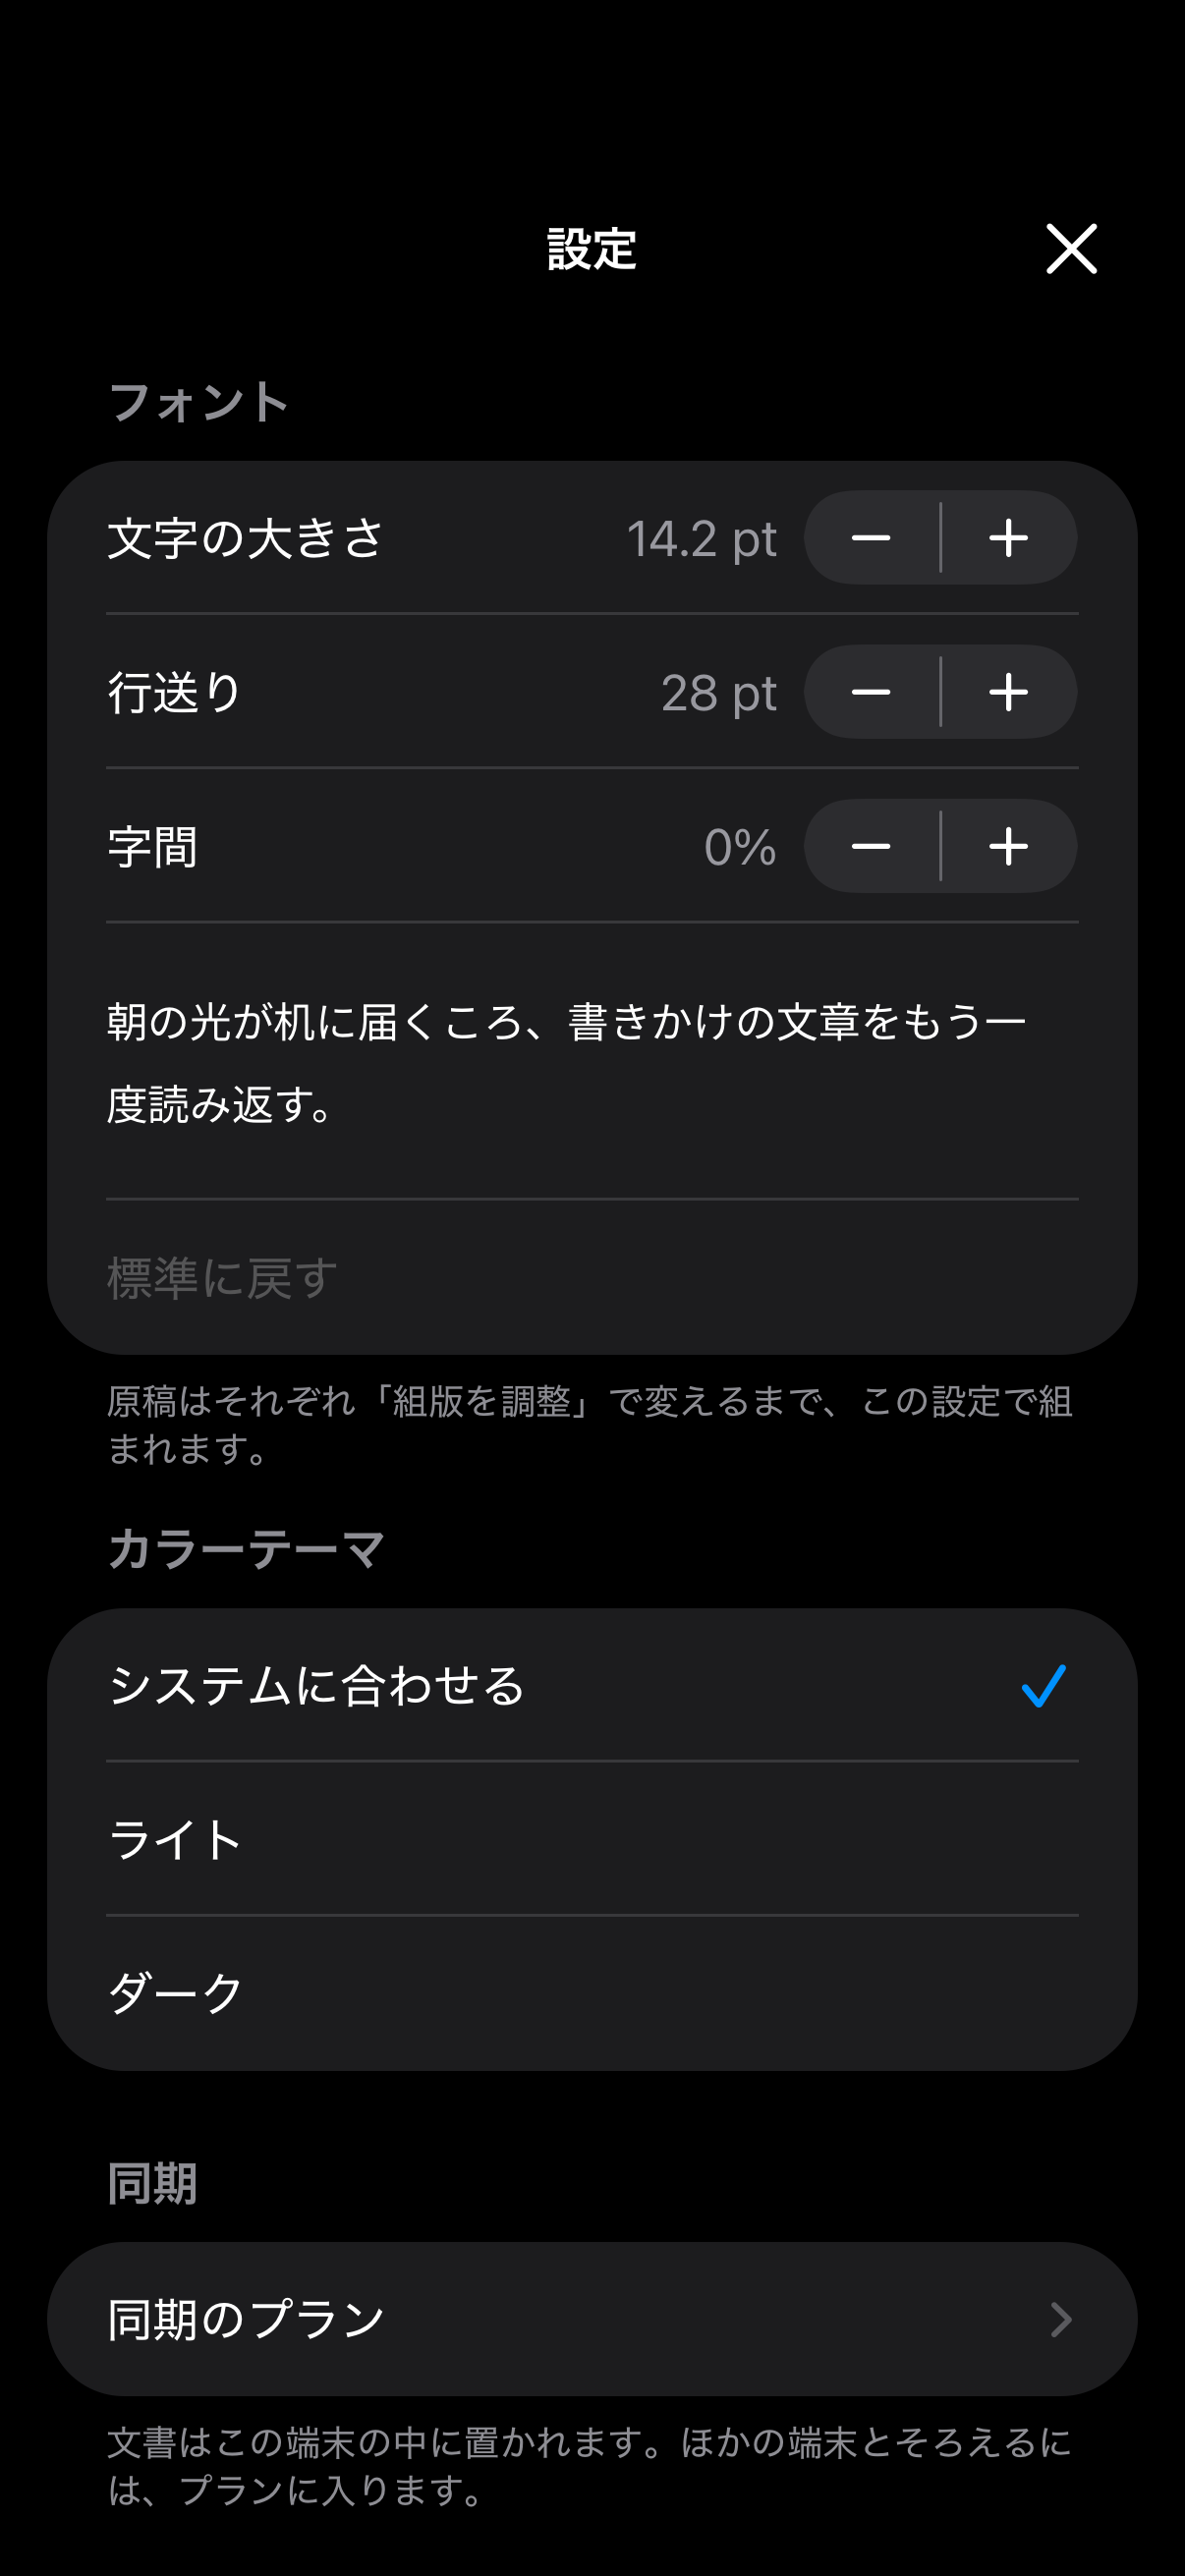 設定
フォント
文字の大きさ 14.2 pt
行送り 28 pt
字間 0%
朝の光が机に届くころ、書きかけの文章をもう一
度読み返す。
標準に戻す
原稿はそれぞれ「組版を調整」で変えるまで、この設定で組
まれます。
カラーテーマ
システムに合わせる
ライト
ダーク
同期
同期のプラン
文書はこの端末の中に置かれます。ほかの端末とそろえるに
は、プランに入ります。